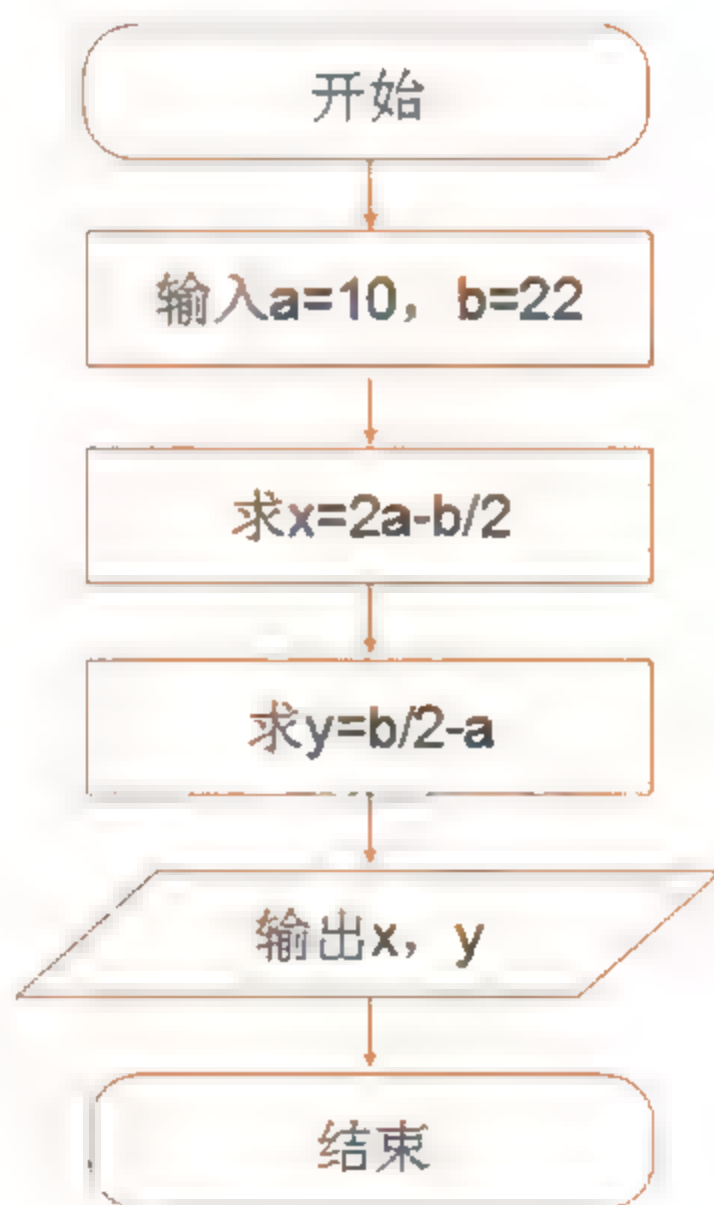 开始
输入a=10，b=22
求x=2a-b/2
求y=b/2-a
输出x，y
结束